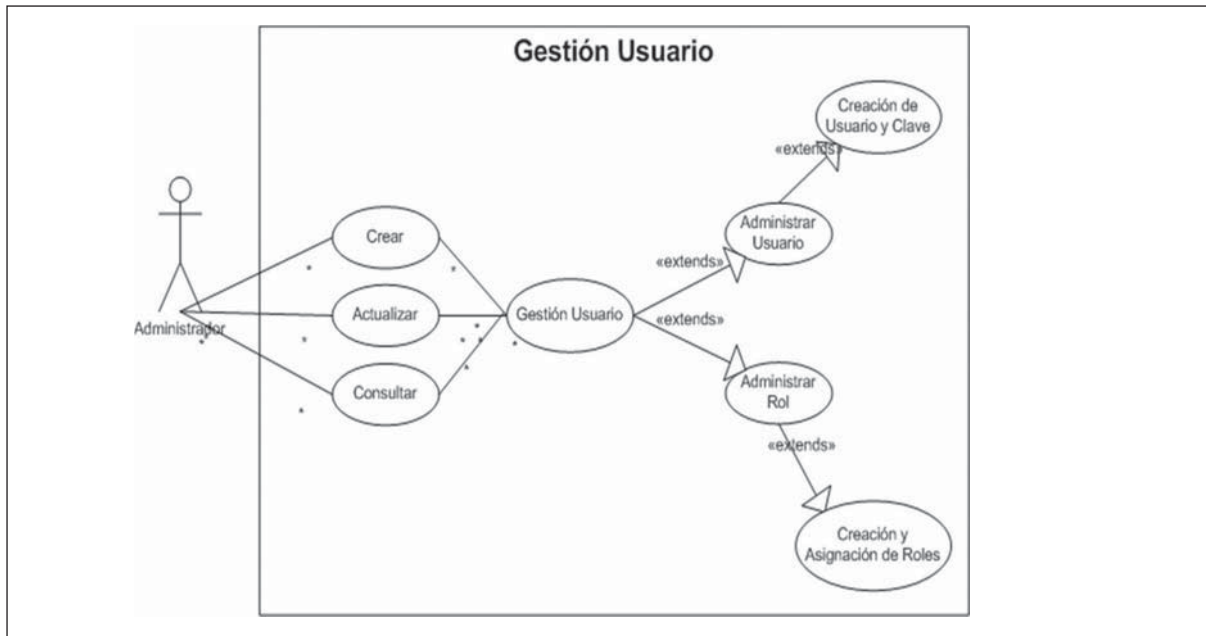 Gestión Usuario
Creación de
Usuario y Clave
«extends»
Administrar
Usuario
Crear
«extends»
*
*
Actualizar
Gestión Usuario
«extends»
Administrador
*
*
*
*
*
*
*
*
Consultar
Administrar
Rol
*
«extends»
Creación y
Asignación de Roles